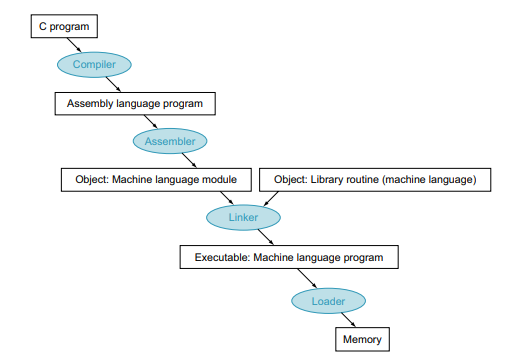 C program
Compiler
Assembly language program
Assembler
Object: Machine language module
Object: Library routine (machine language)
Linker
Executable: Machine language program
Loader
Memory